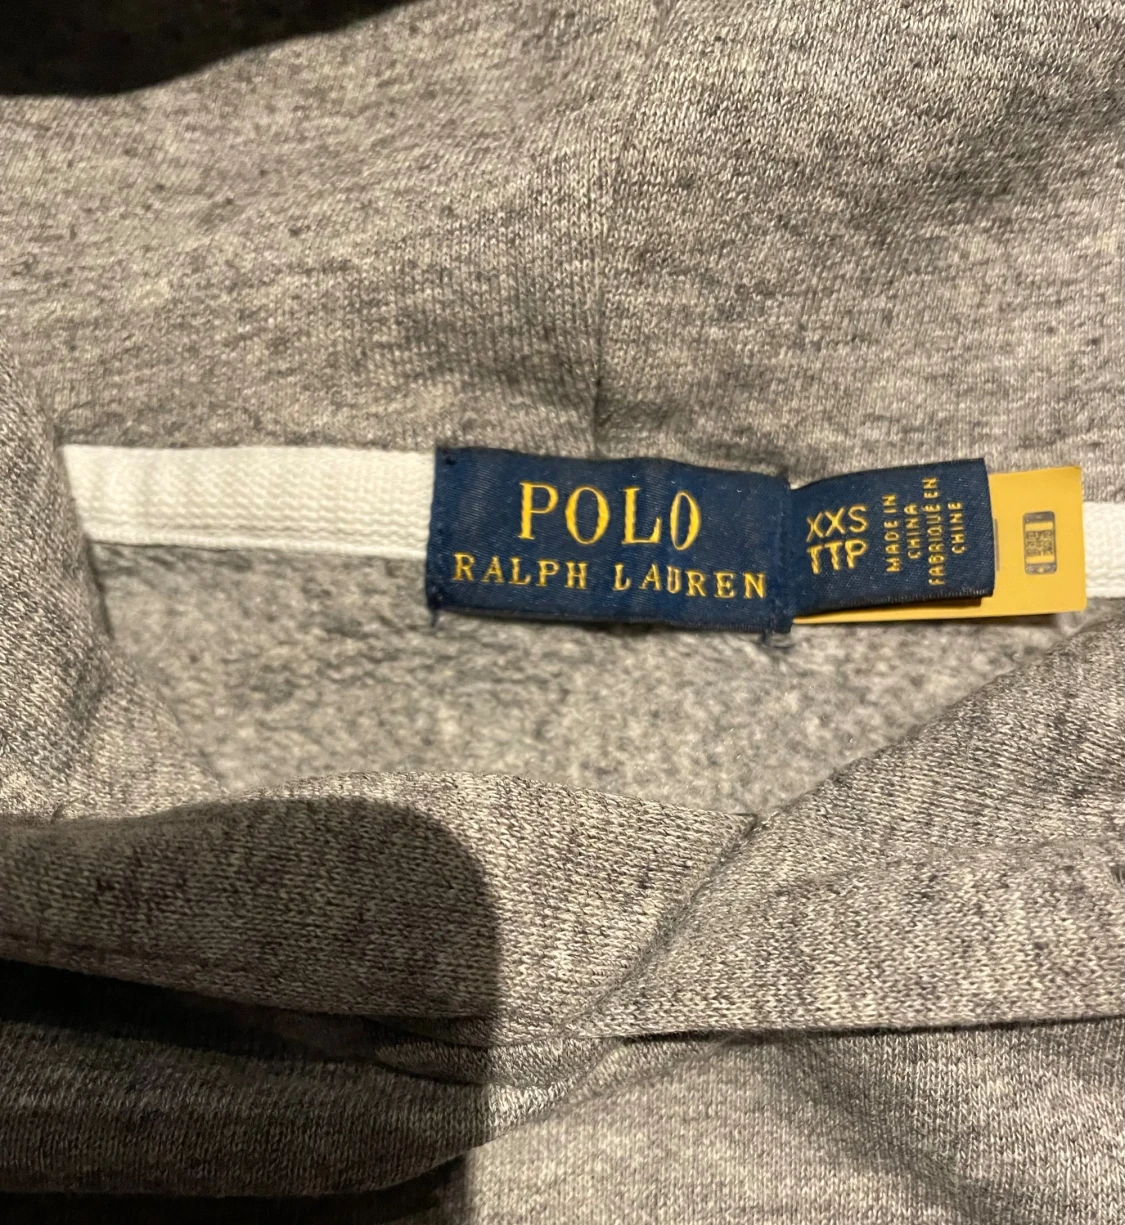 POLO
RALPH LAUREN
XXS
TTP
MADE IN
CHINA
FABRIQUÉ EN
CHINE